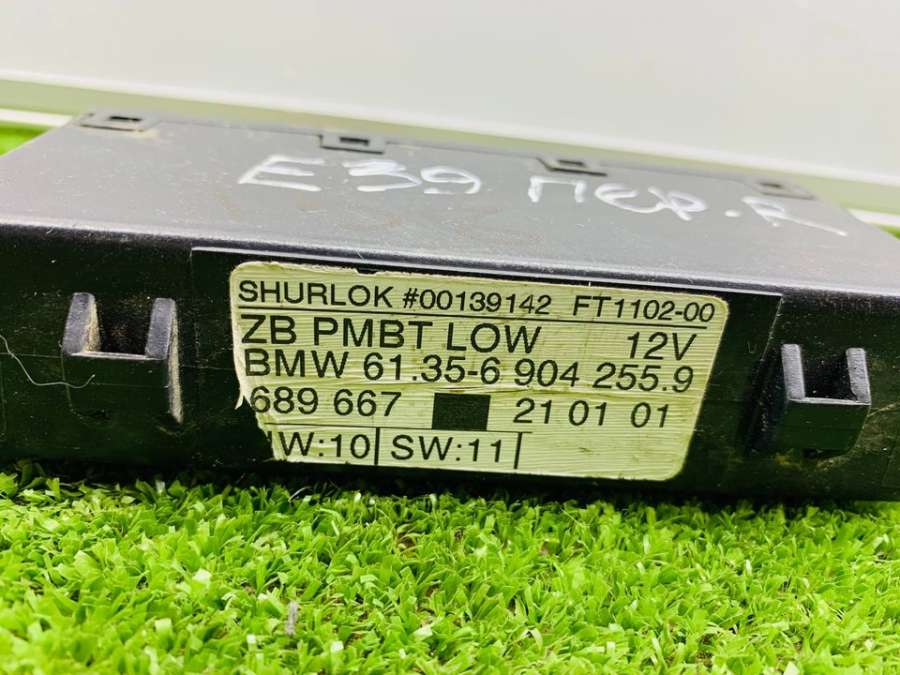 E39 ПЕР.R
SHURLOK #00139142 FT1102-00
ZB PMBT LOW 12V
BMW 61.35-6 904 255.9
689 667 21 01 01
W:10 SW:11